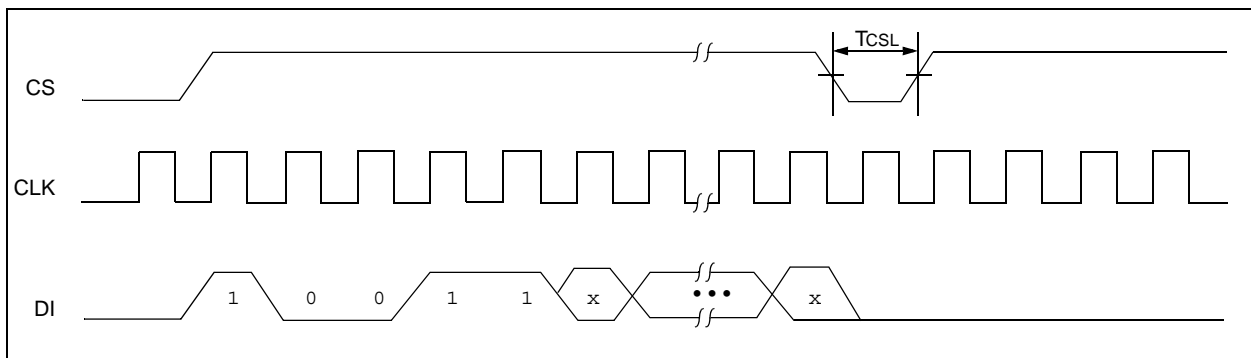 TCSL
CS
CLK
DI
1 0 0 1 1 x ••• x